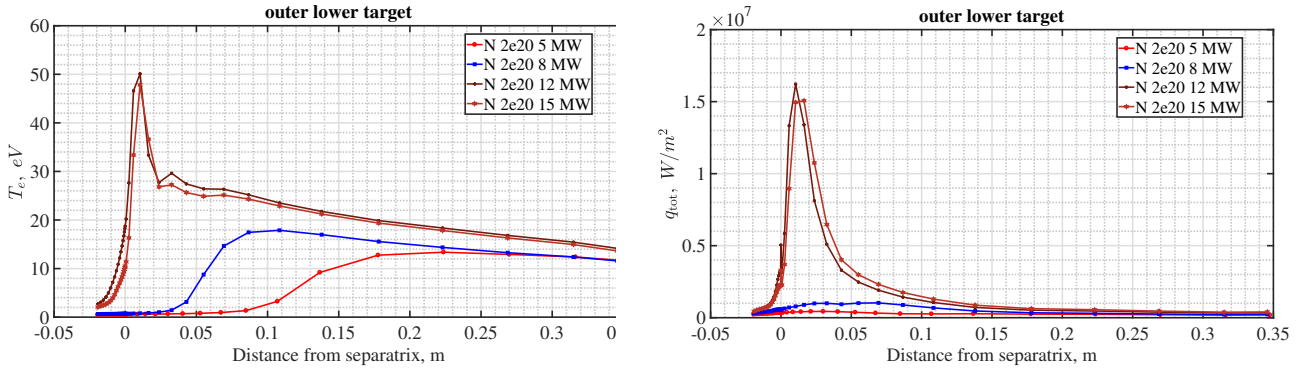 outer lower target
60
50
40
30
20
10
0
T_e, eV
N 2e20 5 MW
N 2e20 8 MW
N 2e20 12 MW
N 2e20 15 MW
-0.05 0 0.05 0.1 0.15 0.2 0.25 0.3
Distance from separatrix, m
outer lower target
2 ×10^7
1.5
1
0.5
0
q_tot, W/m^2
N 2e20 5 MW
N 2e20 8 MW
N 2e20 12 MW
N 2e20 15 MW
-0.05 0 0.05 0.1 0.15 0.2 0.25 0.3 0.35
Distance from separatrix, m